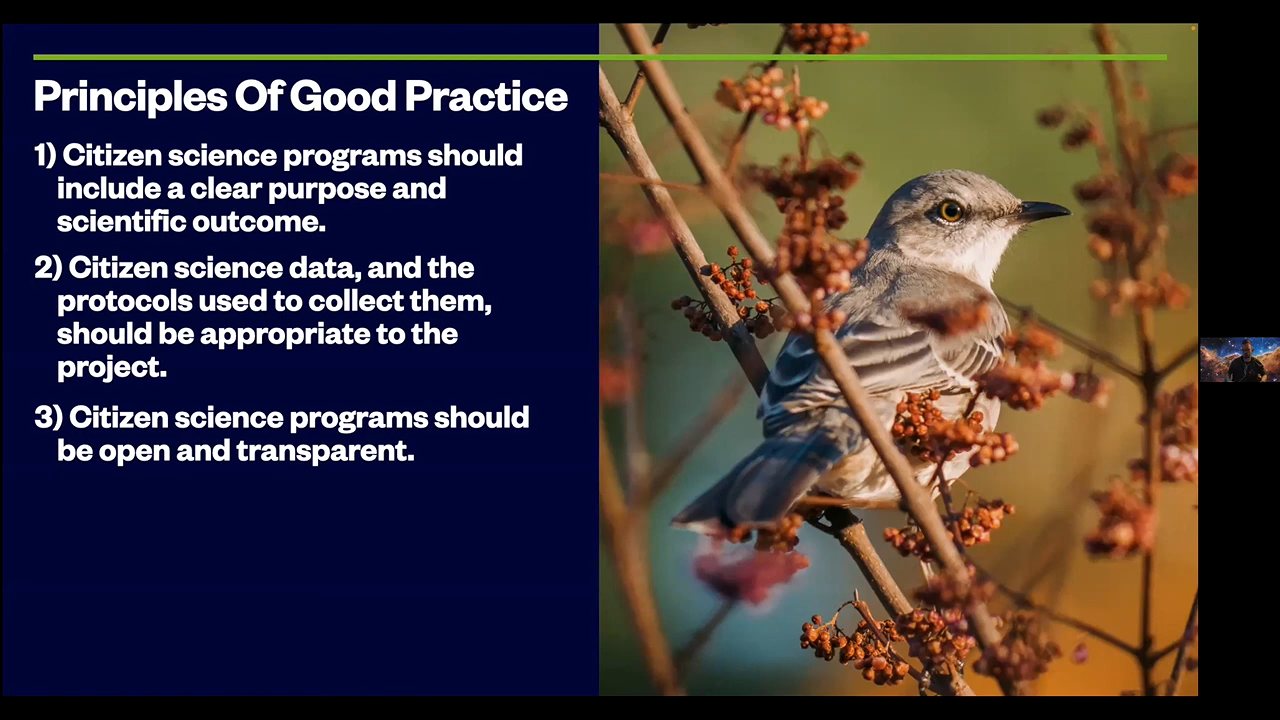 Principles Of Good Practice
1) Citizen science programs should
include a clear purpose and
scientific outcome.
2) Citizen science data, and the
protocols used to collect them,
should be appropriate to the
project.
3) Citizen science programs should
be open and transparent.